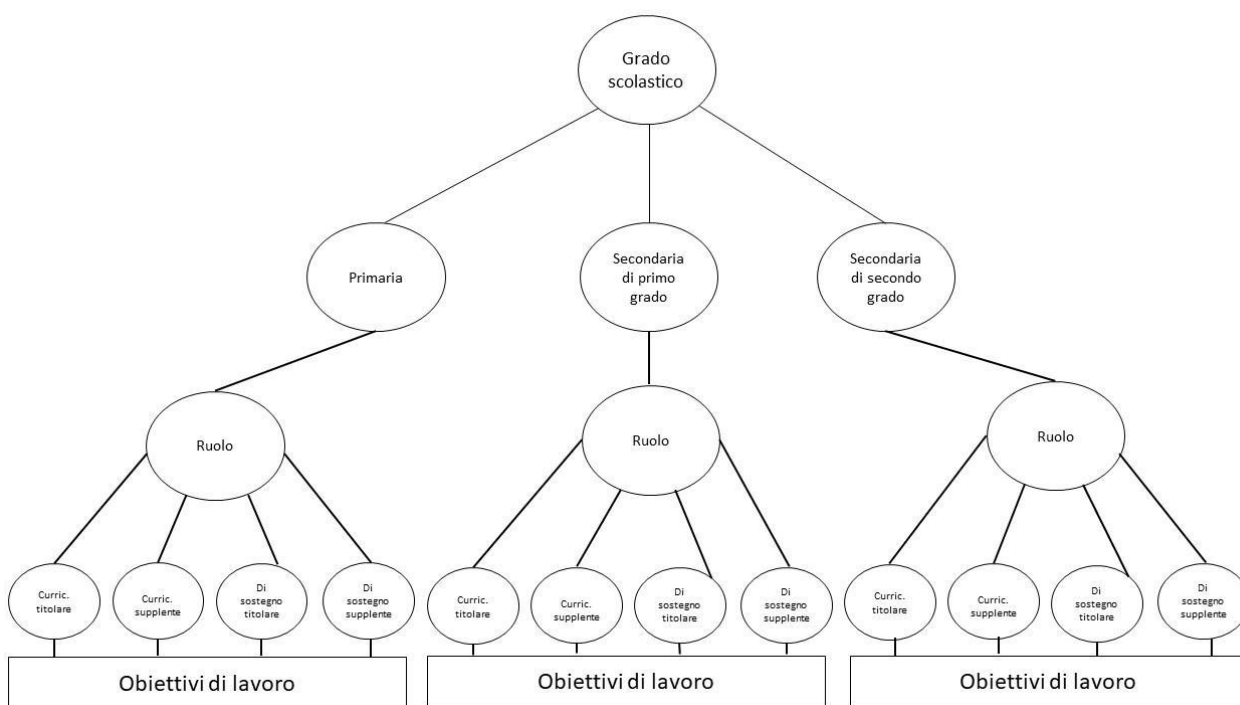 Grado
scolastico
Primaria
Secondaria
di primo
grado
Secondaria
di secondo
grado
Ruolo
Ruolo
Ruolo
Curric.
titolare
Curric.
supplente
Di
sostegno
titolare
Di
sostegno
supplente
Curric.
titolare
Curric.
supplente
Di
sostegno
titolare
Di
sostegno
supplente
Curric.
titolare
Curric.
supplente
Di
sostegno
titolare
Di
sostegno
supplente
Obiettivi di lavoro
Obiettivi di lavoro
Obiettivi di lavoro